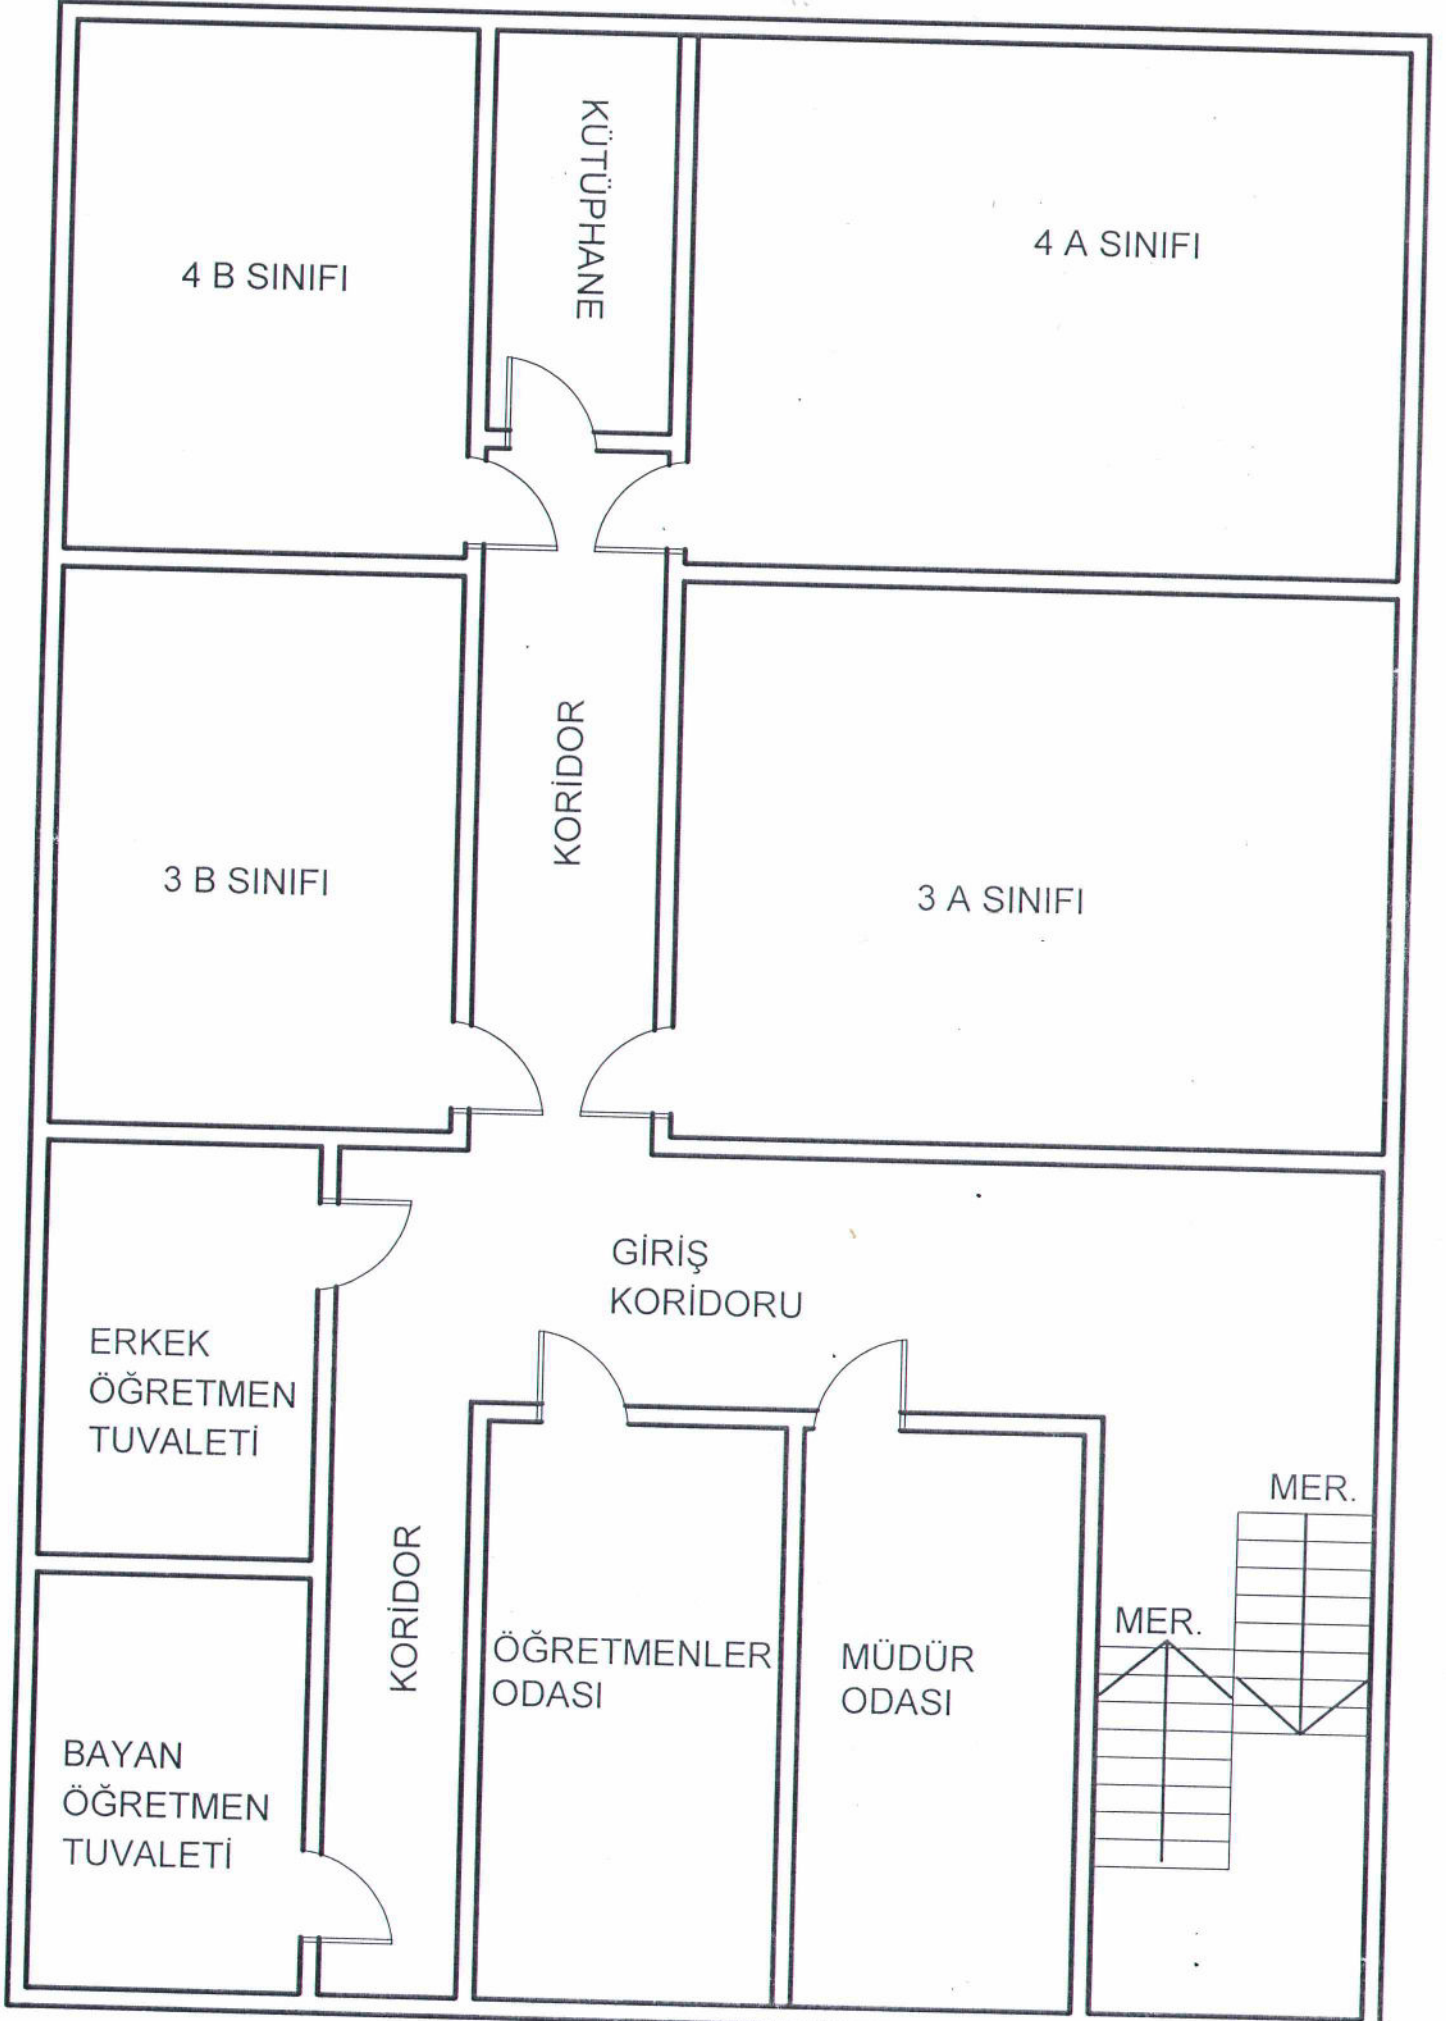 KÜTÜPHANE
4 A SINIFI
4 B SINIFI
KORİDOR
3 B SINIFI
3 A SINIFI
GİRİŞ
KORİDORU
ERKEK
ÖĞRETMEN
TUVALETİ
MER.
KORİDOR
MER.
ÖĞRETMENLER
ODASI
MÜDÜR
ODASI
BAYAN
ÖĞRETMEN
TUVALETİ